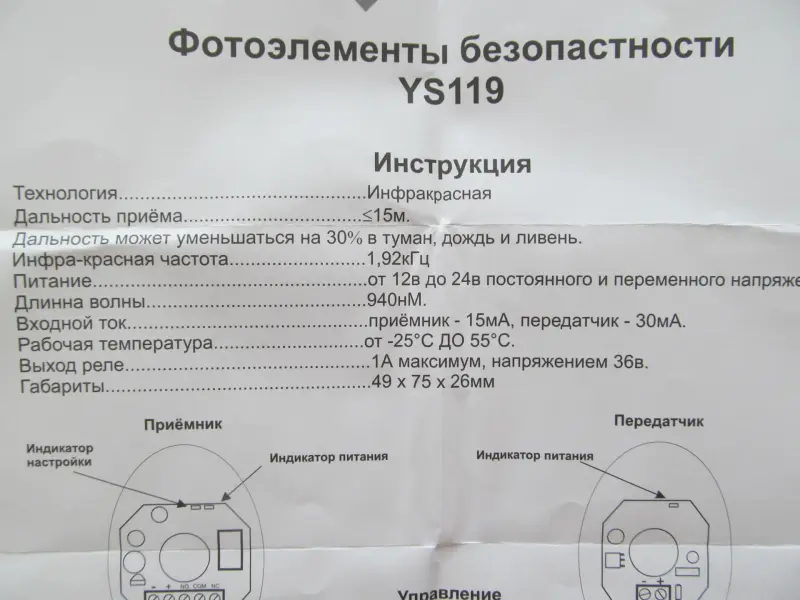 Фотоэлементы безопастности
YS119
Инструкция
Технология.................................................Инфракрасная
Дальность приёма....................................≤15м.
Дальность может уменьшаться на 30% в туман, дождь и ливень.
Инфра-красная частота...........................1,92кГц
Питание......................................................от 12в до 24в постоянного и переменного напряже
Длинна волны............................................940нМ.
Входной ток................................................приёмник - 15мА, передатчик - 30мА.
Рабочая температура..............................от -25°С ДО 55°С.
Выход реле.................................................1А максимум, напряжением 36в.
Габариты.....................................................49 х 75 х 26мм
Приёмник
Передатчик
Индикатор
настройки
Индикатор питания
Индикатор питания
- + NO COM NC
- +
Управление